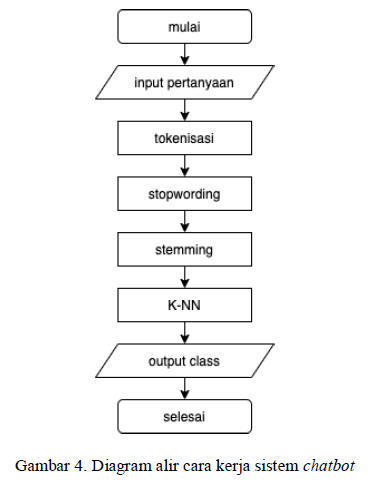 mulai
input pertanyaan
tokenisasi
stopwording
stemming
K-NN
output class
selesai
Gambar 4. Diagram alir cara kerja sistem chatbot